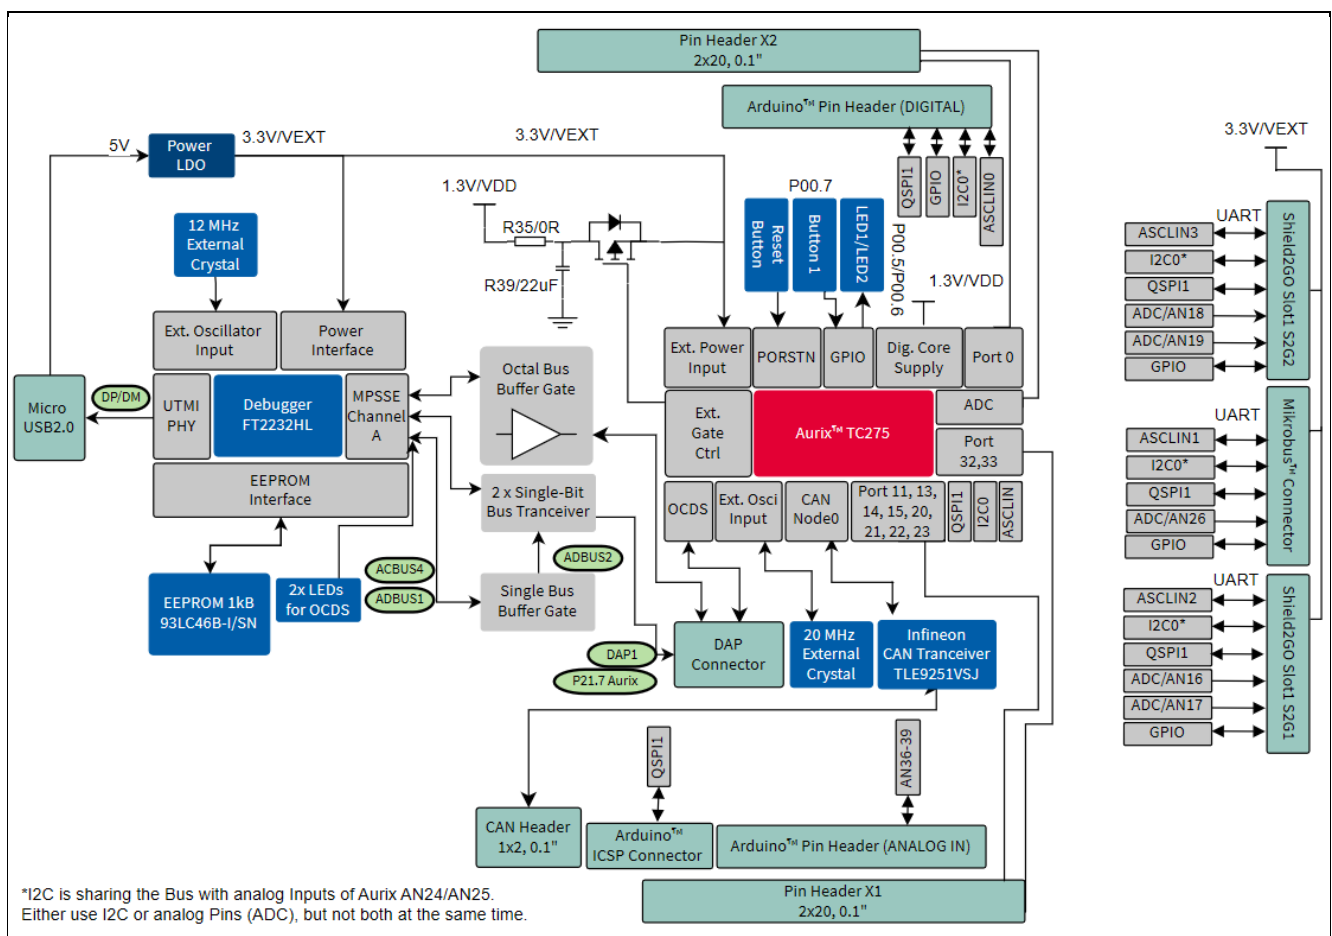 Pin Header X2
2x20, 0.1"
Arduino™ Pin Header (DIGITAL)
QSPI1
GPIO
I2C0*
ASCLIN0
5V
Power
LDO
3.3V/VEXT
3.3V/VEXT
3.3V/VEXT
1.3V/VDD
R35/0R
R39/22uF
P00.7
Reset
Button
Button 1
LED1/LED2
P00.5/P00.6
1.3V/VDD
12 MHz
External
Crystal
Ext. Oscillator
Input
Power
Interface
Octal Bus
Buffer Gate
Ext. Power
Input
PORSTN
GPIO
Dig. Core
Supply
Port 0
Micro
USB2.0
DP/DM
UTMI
PHY
Debugger
FT2232HL
MPSSE
Channel
A
Ext.
Gate
Ctrl
Aurix™ TC275
ADC
Port
32,33
EEPROM
Interface
2 x Single-Bit
Bus Tranceiver
OCDS
Ext. Osci
Input
CAN
Node0
Port 11, 13,
14, 15, 20,
21, 22, 23
QSPI1
I2C0
ASCLIN
EEPROM 1kB
93LC46B-I/SN
2x LEDs
for OCDS
ACBUS4
ADBUS1
ADBUS2
Single Bus
Buffer Gate
DAP1
P21.7 Aurix
DAP
Connector
20 MHz
External
Crystal
Infineon
CAN Tranceiver
TLE9251VSJ
QSPI1
AN36-39
CAN Header
1x2, 0.1"
Arduino™
ICSP Connector
Arduino™ Pin Header (ANALOG IN)
Pin Header X1
2x20, 0.1"
UART
ASCLIN3
I2C0*
QSPI1
ADC/AN18
ADC/AN19
GPIO
Shield2GO Slot1 S2G2
UART
ASCLIN1
I2C0*
QSPI1
ADC/AN26
GPIO
Mikrobus™ Connector
UART
ASCLIN2
I2C0*
QSPI1
ADC/AN16
ADC/AN17
GPIO
Shield2GO Slot1 S2G1
*I2C is sharing the Bus with analog Inputs of Aurix AN24/AN25.
Either use I2C or analog Pins (ADC), but not both at the same time.